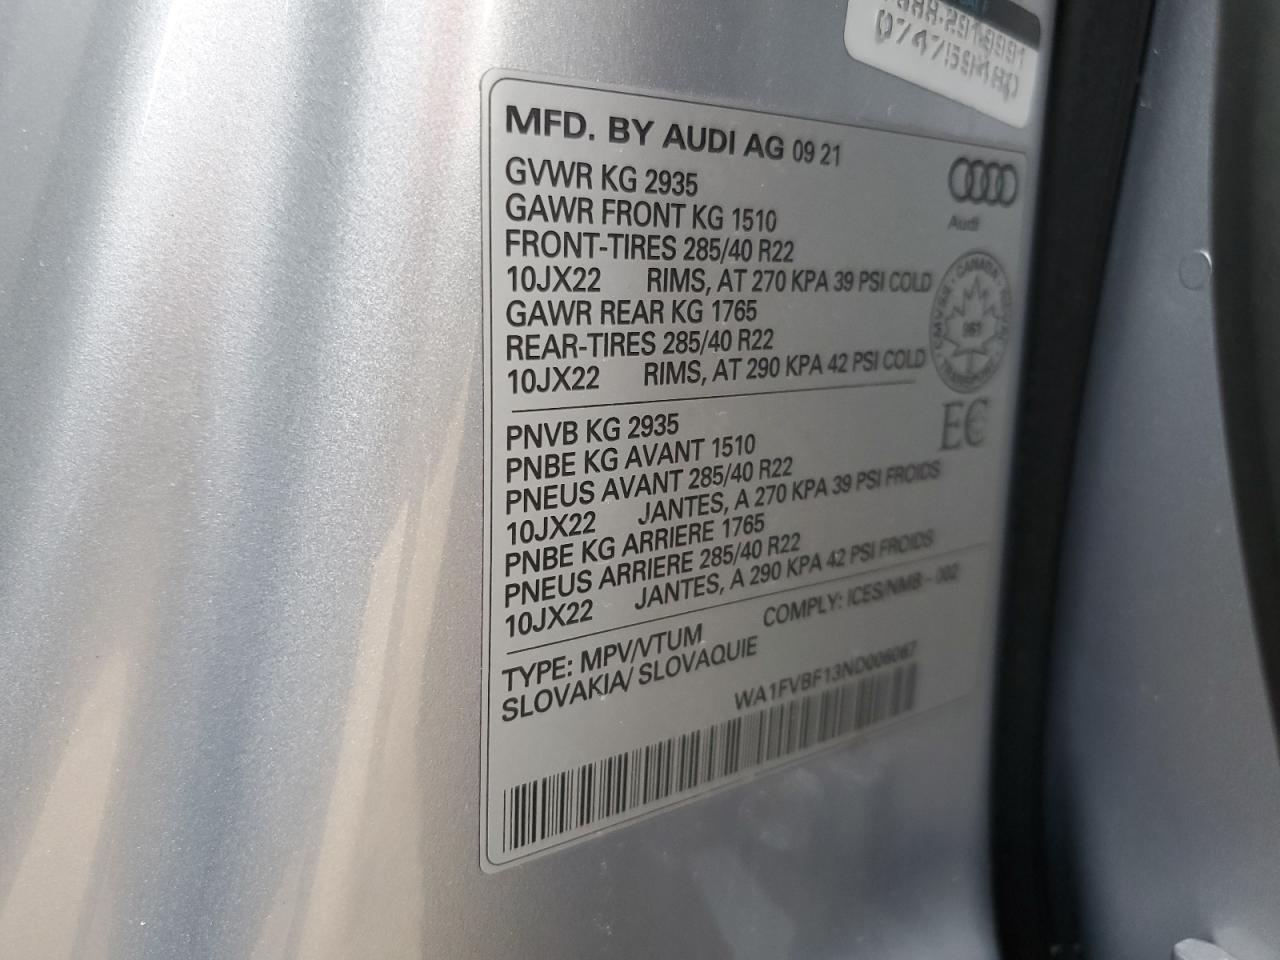 MFD. BY AUDI AG 09 21
GVWR KG 2935
GAWR FRONT KG 1510
FRONT-TIRES 285/40 R22
10JX22 RIMS, AT 270 KPA 39 PSI COLD
GAWR REAR KG 1765
REAR-TIRES 285/40 R22
10JX22 RIMS, AT 290 KPA 42 PSI COLD
Audi
CANADA
TRANSPORT
EC
PNVB KG 2935
PNBE KG AVANT 1510
PNEUS AVANT 285/40 R22
10JX22 JANTES, A 270 KPA 39 PSI FROIDS
PNBE KG ARRIERE 1765
PNEUS ARRIERE 285/40 R22
10JX22 JANTES, A 290 KPA 42 PSI FROIDS
TYPE: MPV/VTUM COMPLY: ICES/NMB - 002
SLOVAKIA/ SLOVAQUIE
WA1FVBF13ND006067